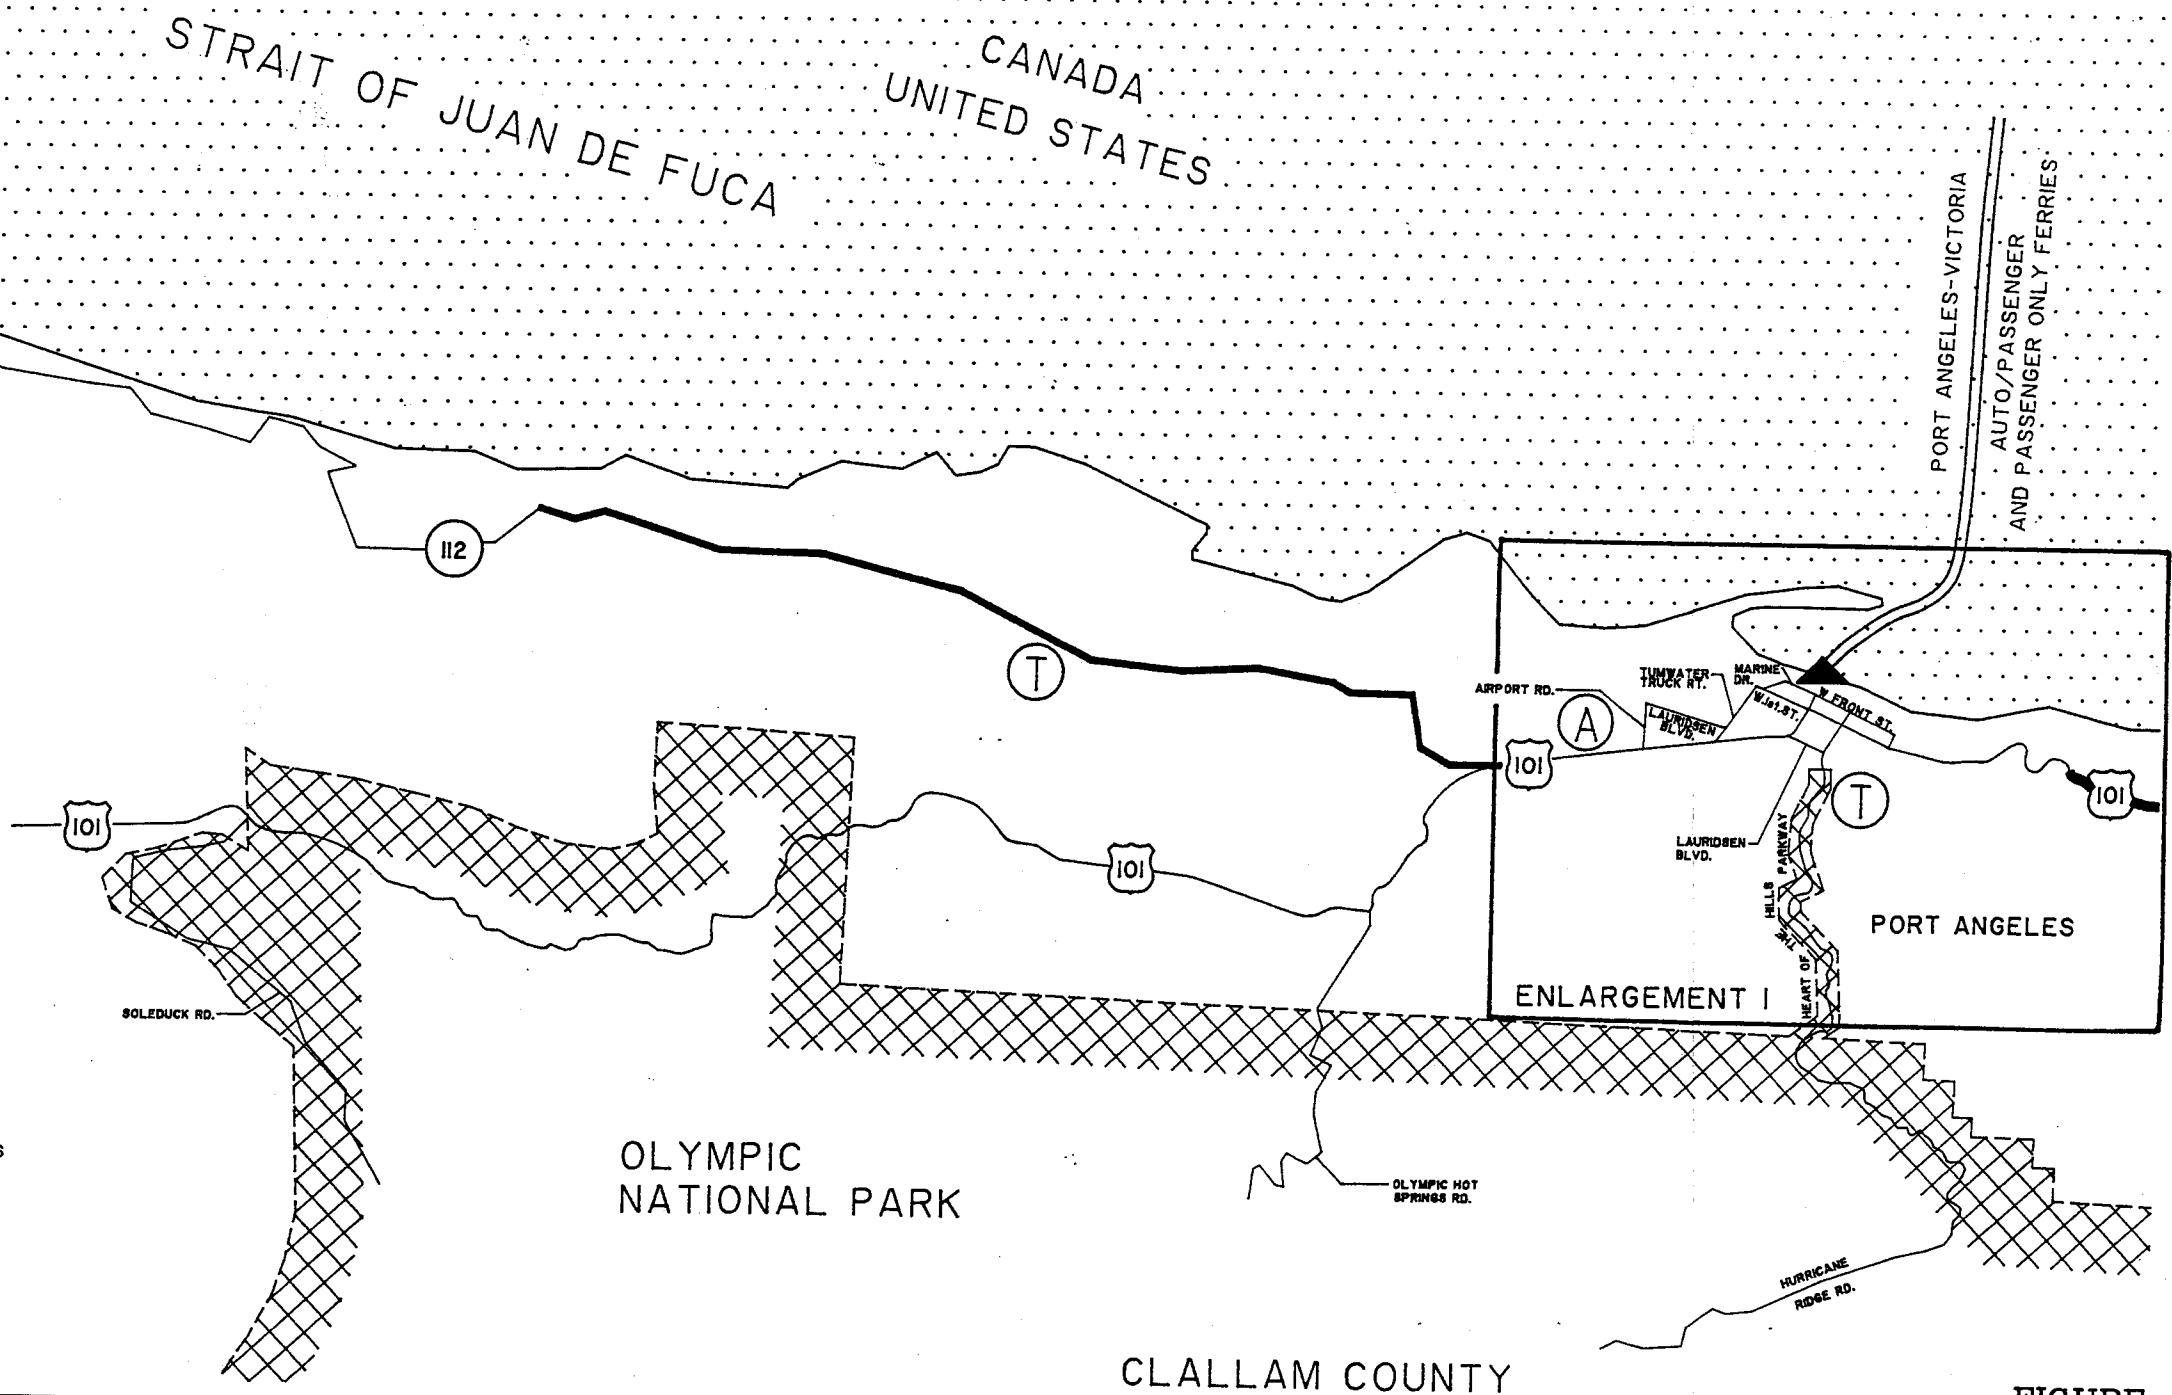 STRAIT OF JUAN DE FUCA
CANADA
UNITED STATES
PORT ANGELES-VICTORIA
AUTO/PASSENGER
AND PASSENGER ONLY FERRIES
112
T
AIRPORT RD.
TUMWATER
TRUCK RT.
MARINE
DR.
W. FRONT ST.
W. 1st. ST.
LAURIDSEN
BLVD.
A
101
101
T
LAURIDSEN
BLVD.
HEART OF
THE
HILLS
PARKWAY
PORT ANGELES
ENLARGEMENT 1
101
101
SOLEDUCK RD.
OLYMPIC
NATIONAL PARK
OLYMPIC HOT
SPRINGS RD.
HURRICANE
RIDGE RD.
CLALLAM COUNTY
FIGURE